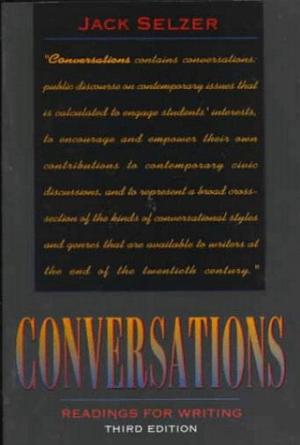 JACK SELZER
"Conversations contains conversations:
public discourse on contemporary issues that
is calculated to engage students' interests,
to encourage and empower their own
contributions to contemporary civic
discussions, and to represent a broad cross-
section of the kinds of conversational styles
and genres that are available to writers at
the end of the twentieth century."
CONVERSATIONS
READINGS FOR WRITING
THIRD EDITION